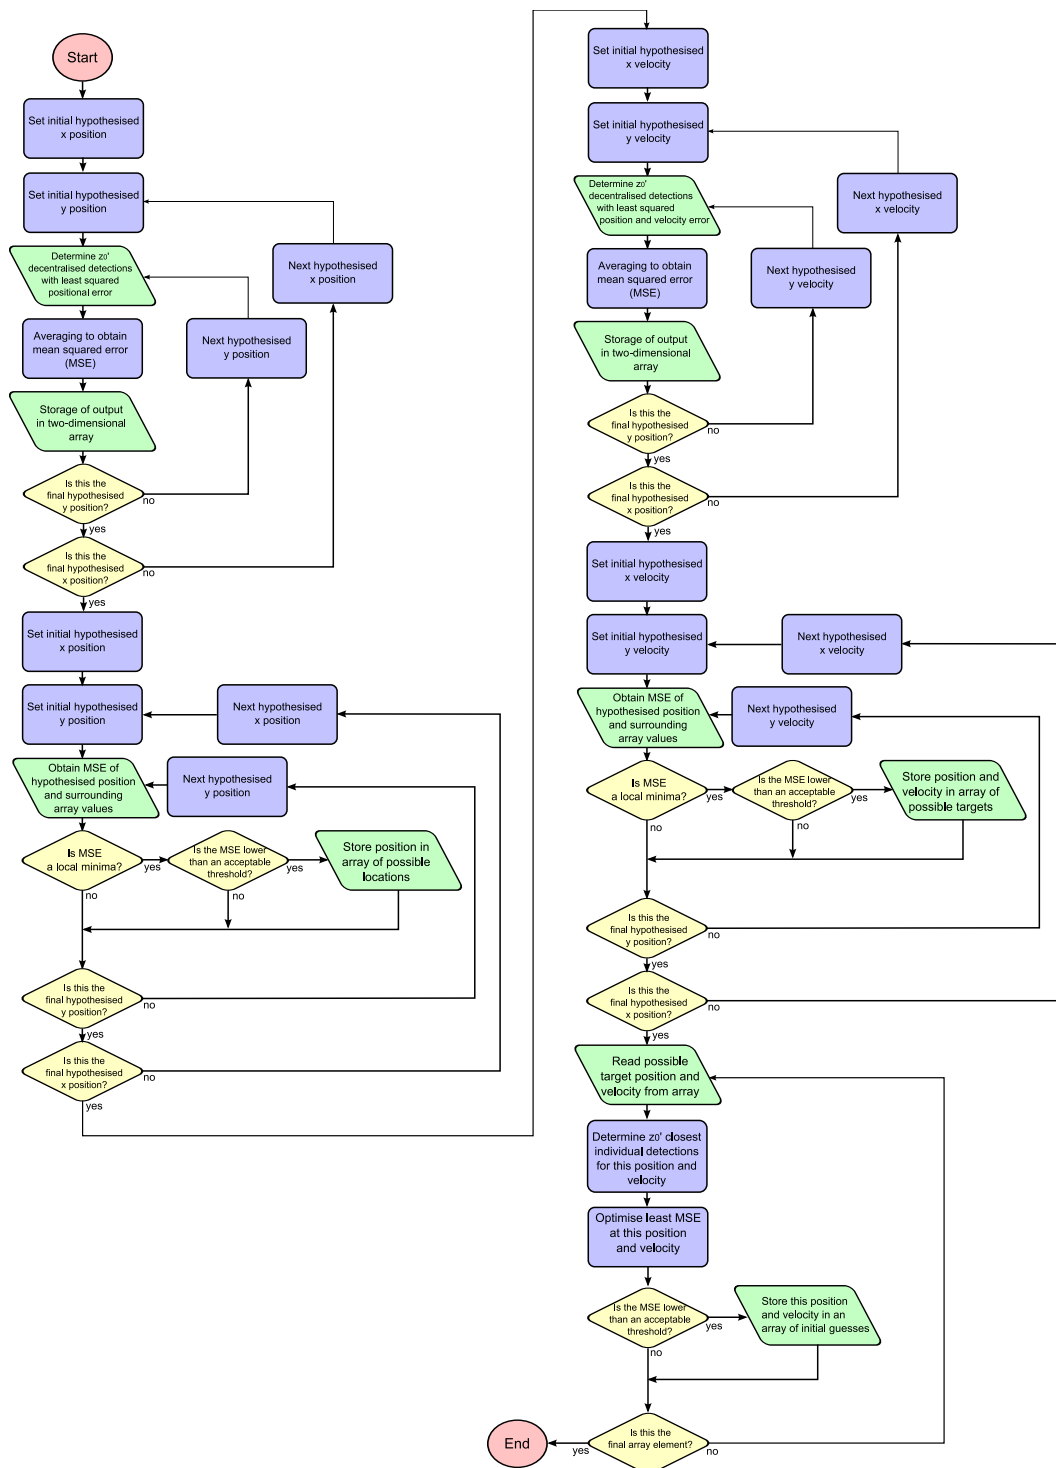 Start
Set initial hypothesised
x position
Set initial hypothesised
y position
Determine z0'
decentralised detections
with least squared
positional error
Next hypothesised
x position
Averaging to obtain
mean squared error
(MSE)
Next hypothesised
y position
Storage of output
in two-dimensional
array
Is this the
final hypothesised
y position?
no
yes
Is this the
final hypothesised
x position?
no
yes
Set initial hypothesised
x position
Set initial hypothesised
y position
Next hypothesised
x position
Obtain MSE of
hypothesised position
and surrounding
array values
Next hypothesised
y position
Is MSE
a local minima?
yes
no
Is the MSE lower
than an acceptable
threshold?
yes
no
Store position in
array of possible
locations
Is this the
final hypothesised
y position?
no
yes
Is this the
final hypothesised
x position?
no
yes
Set initial hypothesised
x velocity
Set initial hypothesised
y velocity
Determine z0'
decentralised detections
with least squared
position and velocity error
Next hypothesised
x velocity
Averaging to obtain
mean squared error
(MSE)
Next hypothesised
y velocity
Storage of output
in two-dimensional
array
Is this the
final hypothesised
y position?
no
yes
Is this the
final hypothesised
x position?
no
yes
Set initial hypothesised
x velocity
Set initial hypothesised
y velocity
Next hypothesised
x velocity
Obtain MSE of
hypothesised position
and surrounding
array values
Next hypothesised
y velocity
Is MSE
a local minima?
yes
no
Is the MSE lower
than an acceptable
threshold?
yes
no
Store position and
velocity in array of
possible targets
Is this the
final hypothesised
y position?
no
yes
Is this the
final hypothesised
x position?
no
yes
Read possible
target position and
velocity from array
Determine z0' closest
individual detections
for this position and
velocity
Optimise least MSE
at this position
and velocity
Is the MSE lower
than an acceptable
threshold?
yes
no
Store this position
and velocity in an
array of initial guesses
Is this the
final array element?
no
yes
End